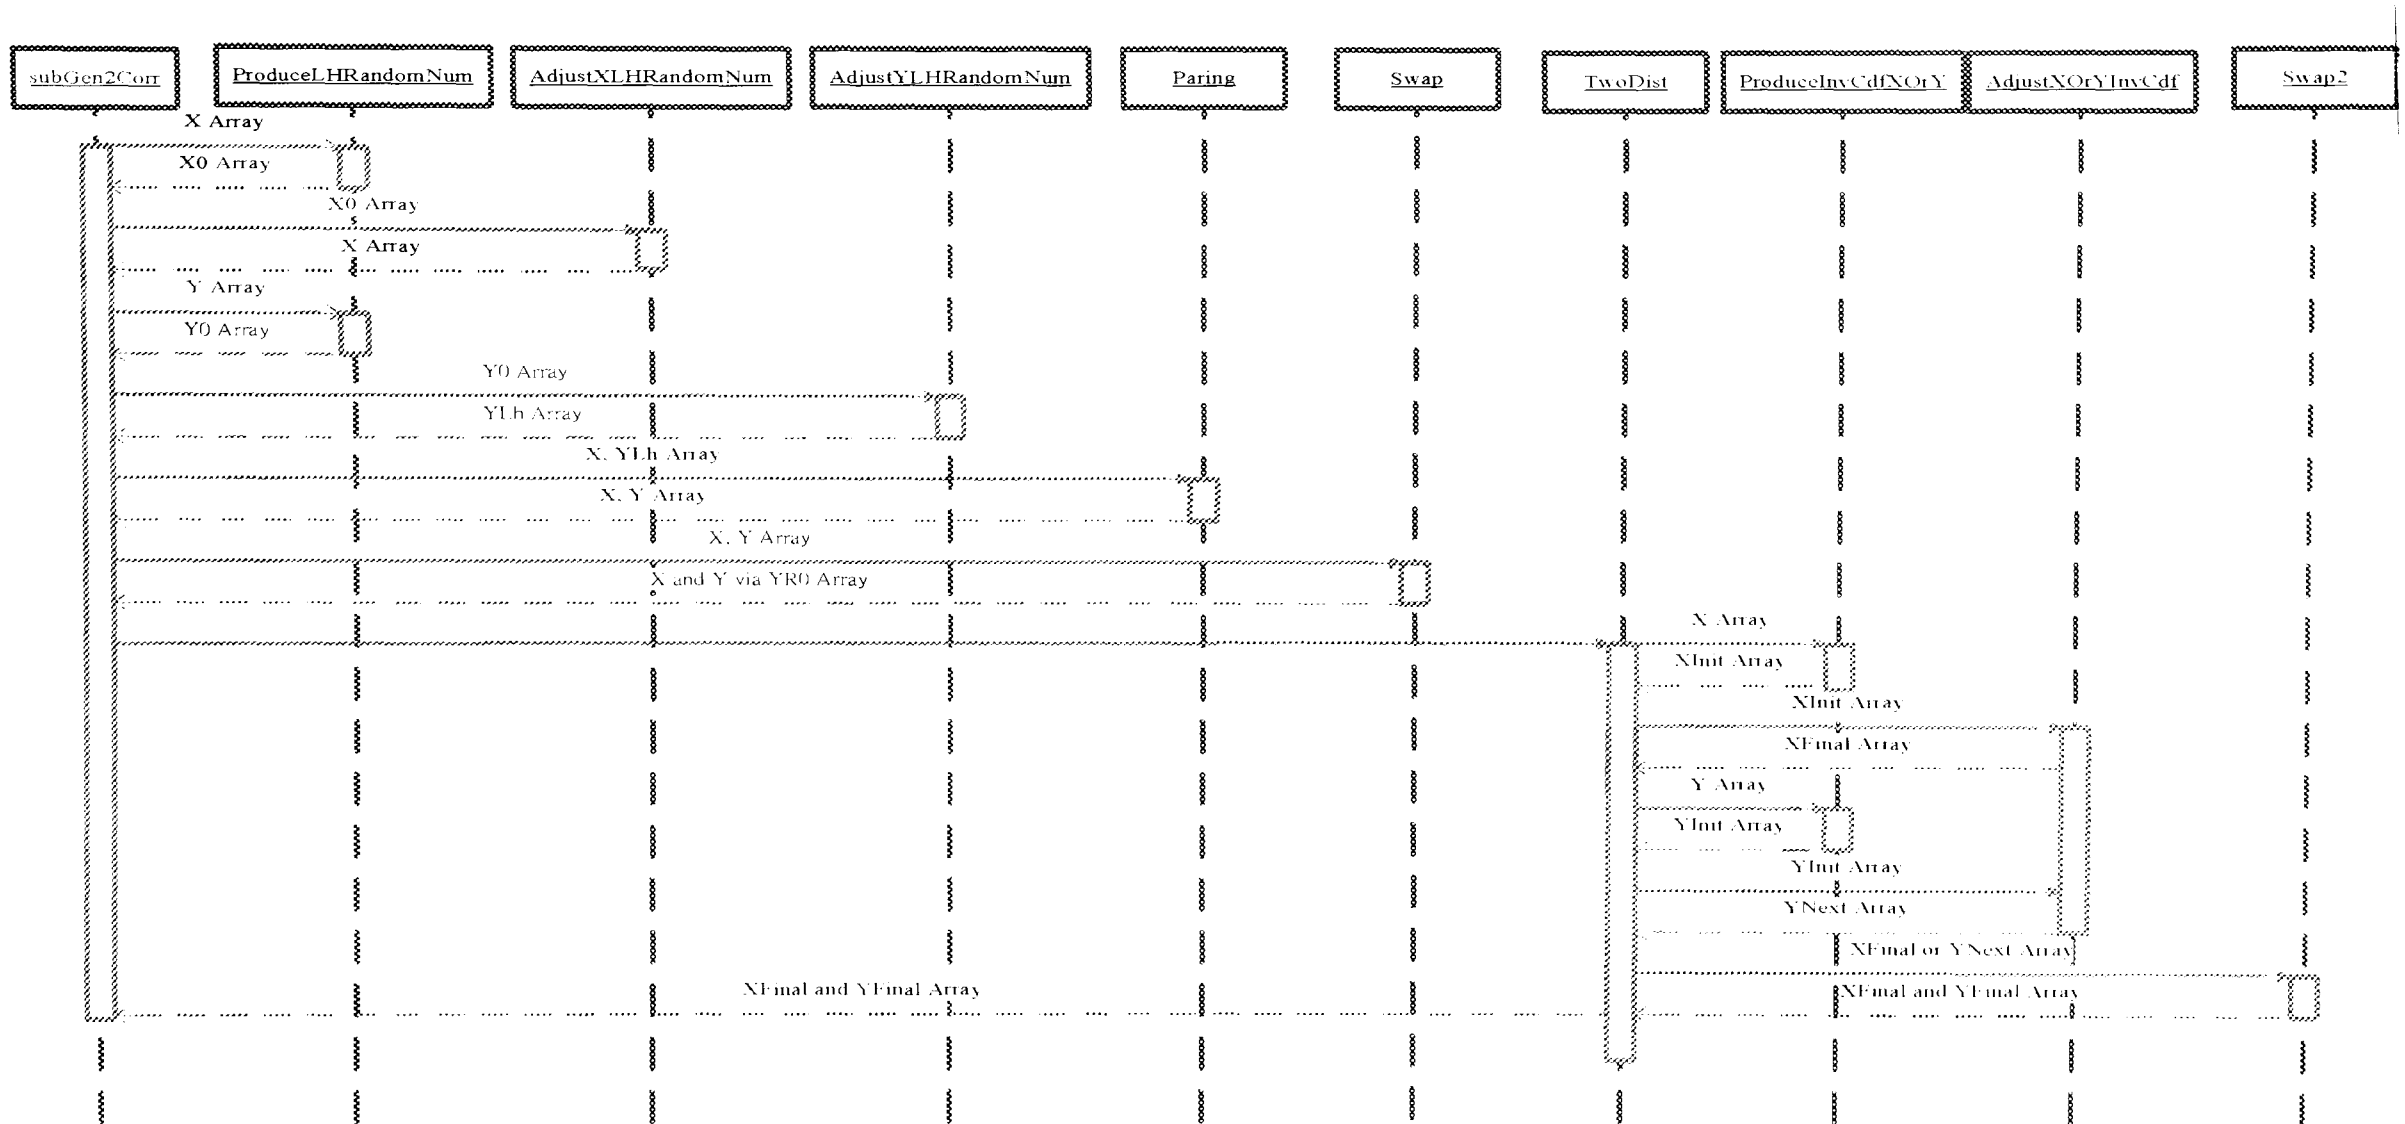 subGen2Corr
ProduceLHRandomNum
AdjustXLHRandomNum
AdjustYLHRandomNum
Paring
Swap
TwoDist
ProduceInvCdfXOrY
AdjustXOrYInvCdf
Swap2
X Array
X0 Array
X0 Array
X Array
Y Array
Y0 Array
Y0 Array
YLh Array
X, YLh Array
X, Y Array
X, Y Array
X and Y via YR0 Array
X Array
XInit Array
XInit Array
XFinal Array
Y Array
YInit Array
YInit Array
YNext Array
XFinal or YNext Array
XFinal and YFinal Array
XFinal and YFinal Array